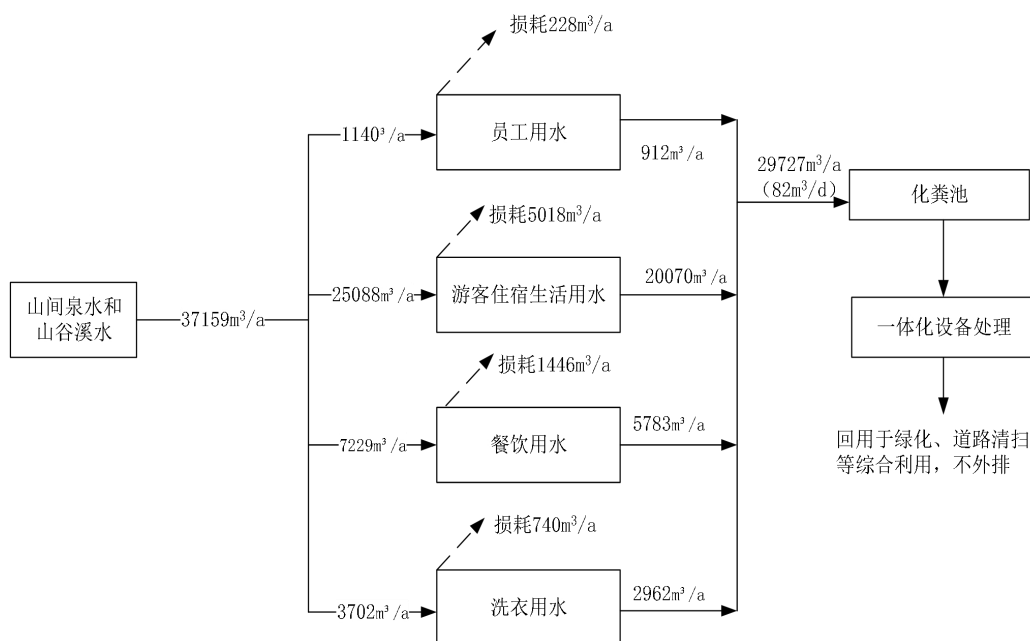 损耗228m³/a
1140³/a
员工用水
912m³/a
29727m³/a
（82m³/d）
化粪池
损耗5018m³/a
25088m³/a
游客住宿生活用水
20070m³/a
山间泉水和
山谷溪水
37159m³/a
一体化设备处理
损耗1446m³/a
7229m³/a
餐饮用水
5783m³/a
回用于绿化、道路清扫
等综合利用，不外排
损耗740m³/a
3702m³/a
洗衣用水
2962m³/a